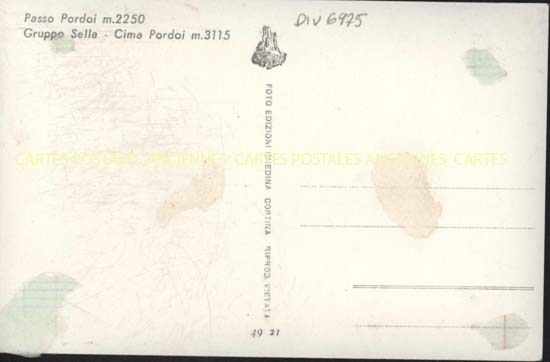 Passo Pordoi m.2250
Gruppo Sella - Cima Pordoi m.3115
DIV 6975
FOTO EDIZIONI GHEDINA CORTINA RIPROD. VIETATA
CARTES POSTALES ANCIENNES CARTES POSTALES ANCIENNES CARTES
49 21